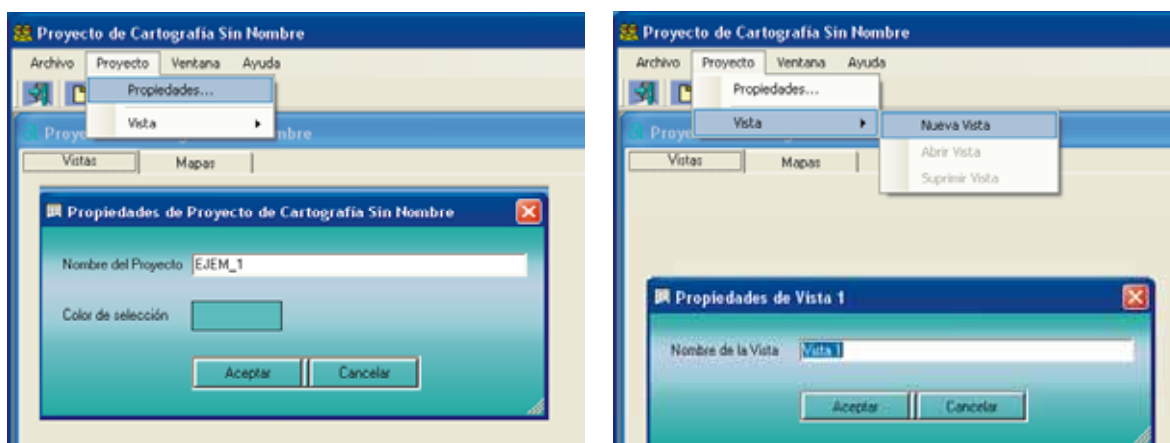 Proyecto de Cartografía Sin Nombre
Archivo Proyecto Ventana Ayuda
Propiedades...
Vista
Proye mbre
Vistas Mapas
Propiedades de Proyecto de Cartografía Sin Nombre
Nombre del Proyecto EJEM_1
Color de selección
Aceptar Cancelar
Proyecto de Cartografía Sin Nombre
Archivo Proyecto Ventana Ayuda
Propiedades...
Vista Nueva Vista
Proye
Abrir Vista
Vistas Mapas
Suprimir Vista
Propiedades de Vista 1
Nombre de la Vista Vista 1
Aceptar Cancelar